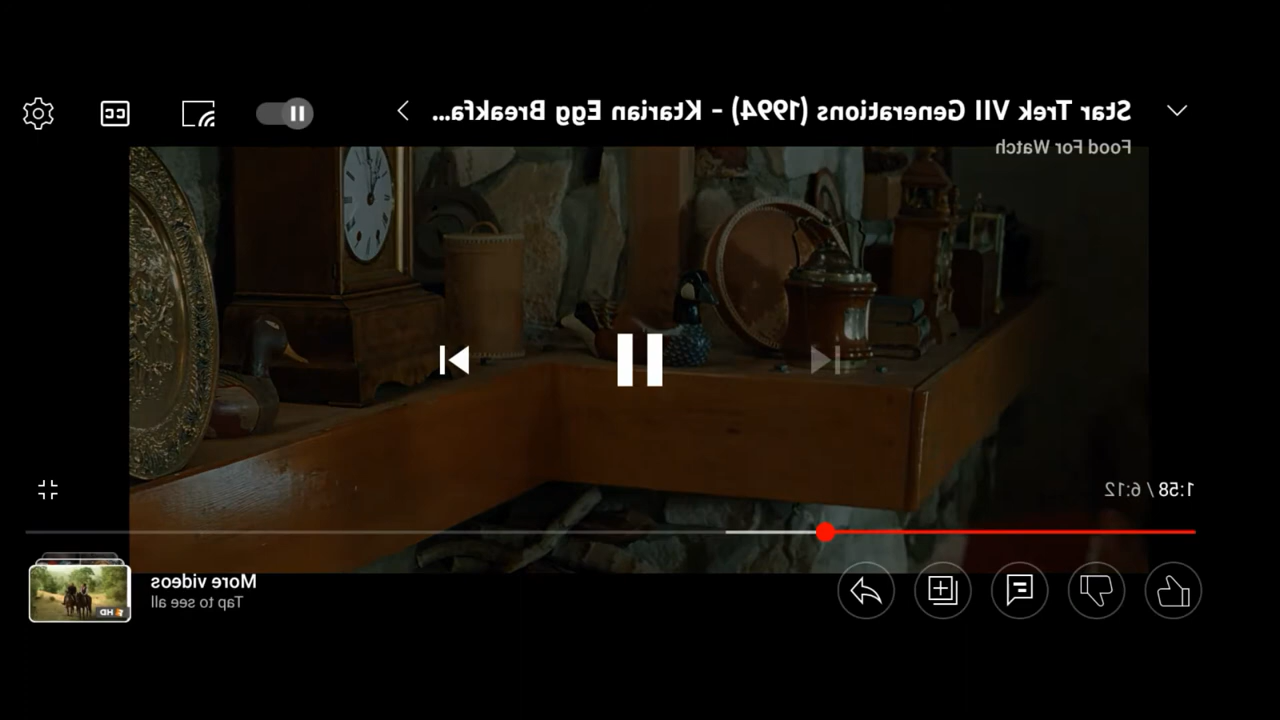 Star Trek VII Generations (1994) - Ktarian Egg Breakfa...
Food For Watch
CC
1:58 / 6:12
More videos
Tap to see all
HD